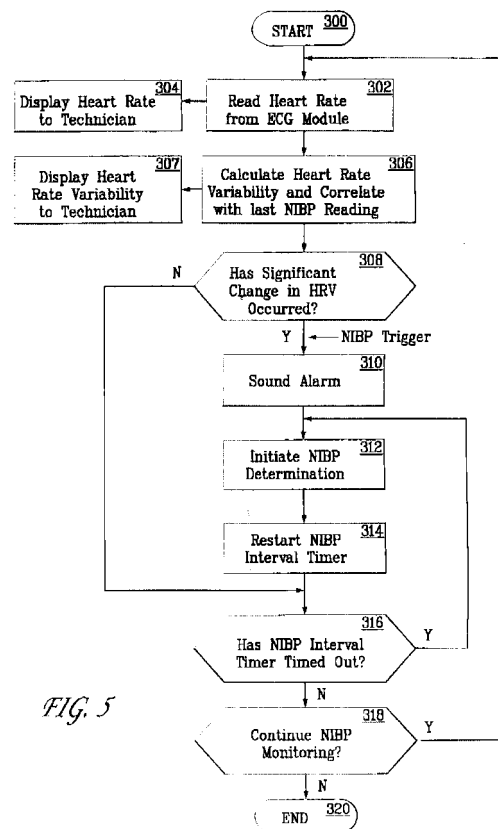 300
START
304
Display Heart Rate
to Technician
302
Read Heart Rate
from ECG Module
307
Display Heart
Rate Variability
to Technician
306
Calculate Heart Rate
Variability and Correlate
with last NIBP Reading
308
N
Has Significant
Change in HRV
Occurred?
Y
NIBP Trigger
310
Sound Alarm
312
Initiate NIBP
Determination
314
Restart NIBP
Interval Timer
316
Has NIBP Interval
Timer Timed Out?
Y
N
FIG. 5
318
Continue NIBP
Monitoring?
Y
N
320
END